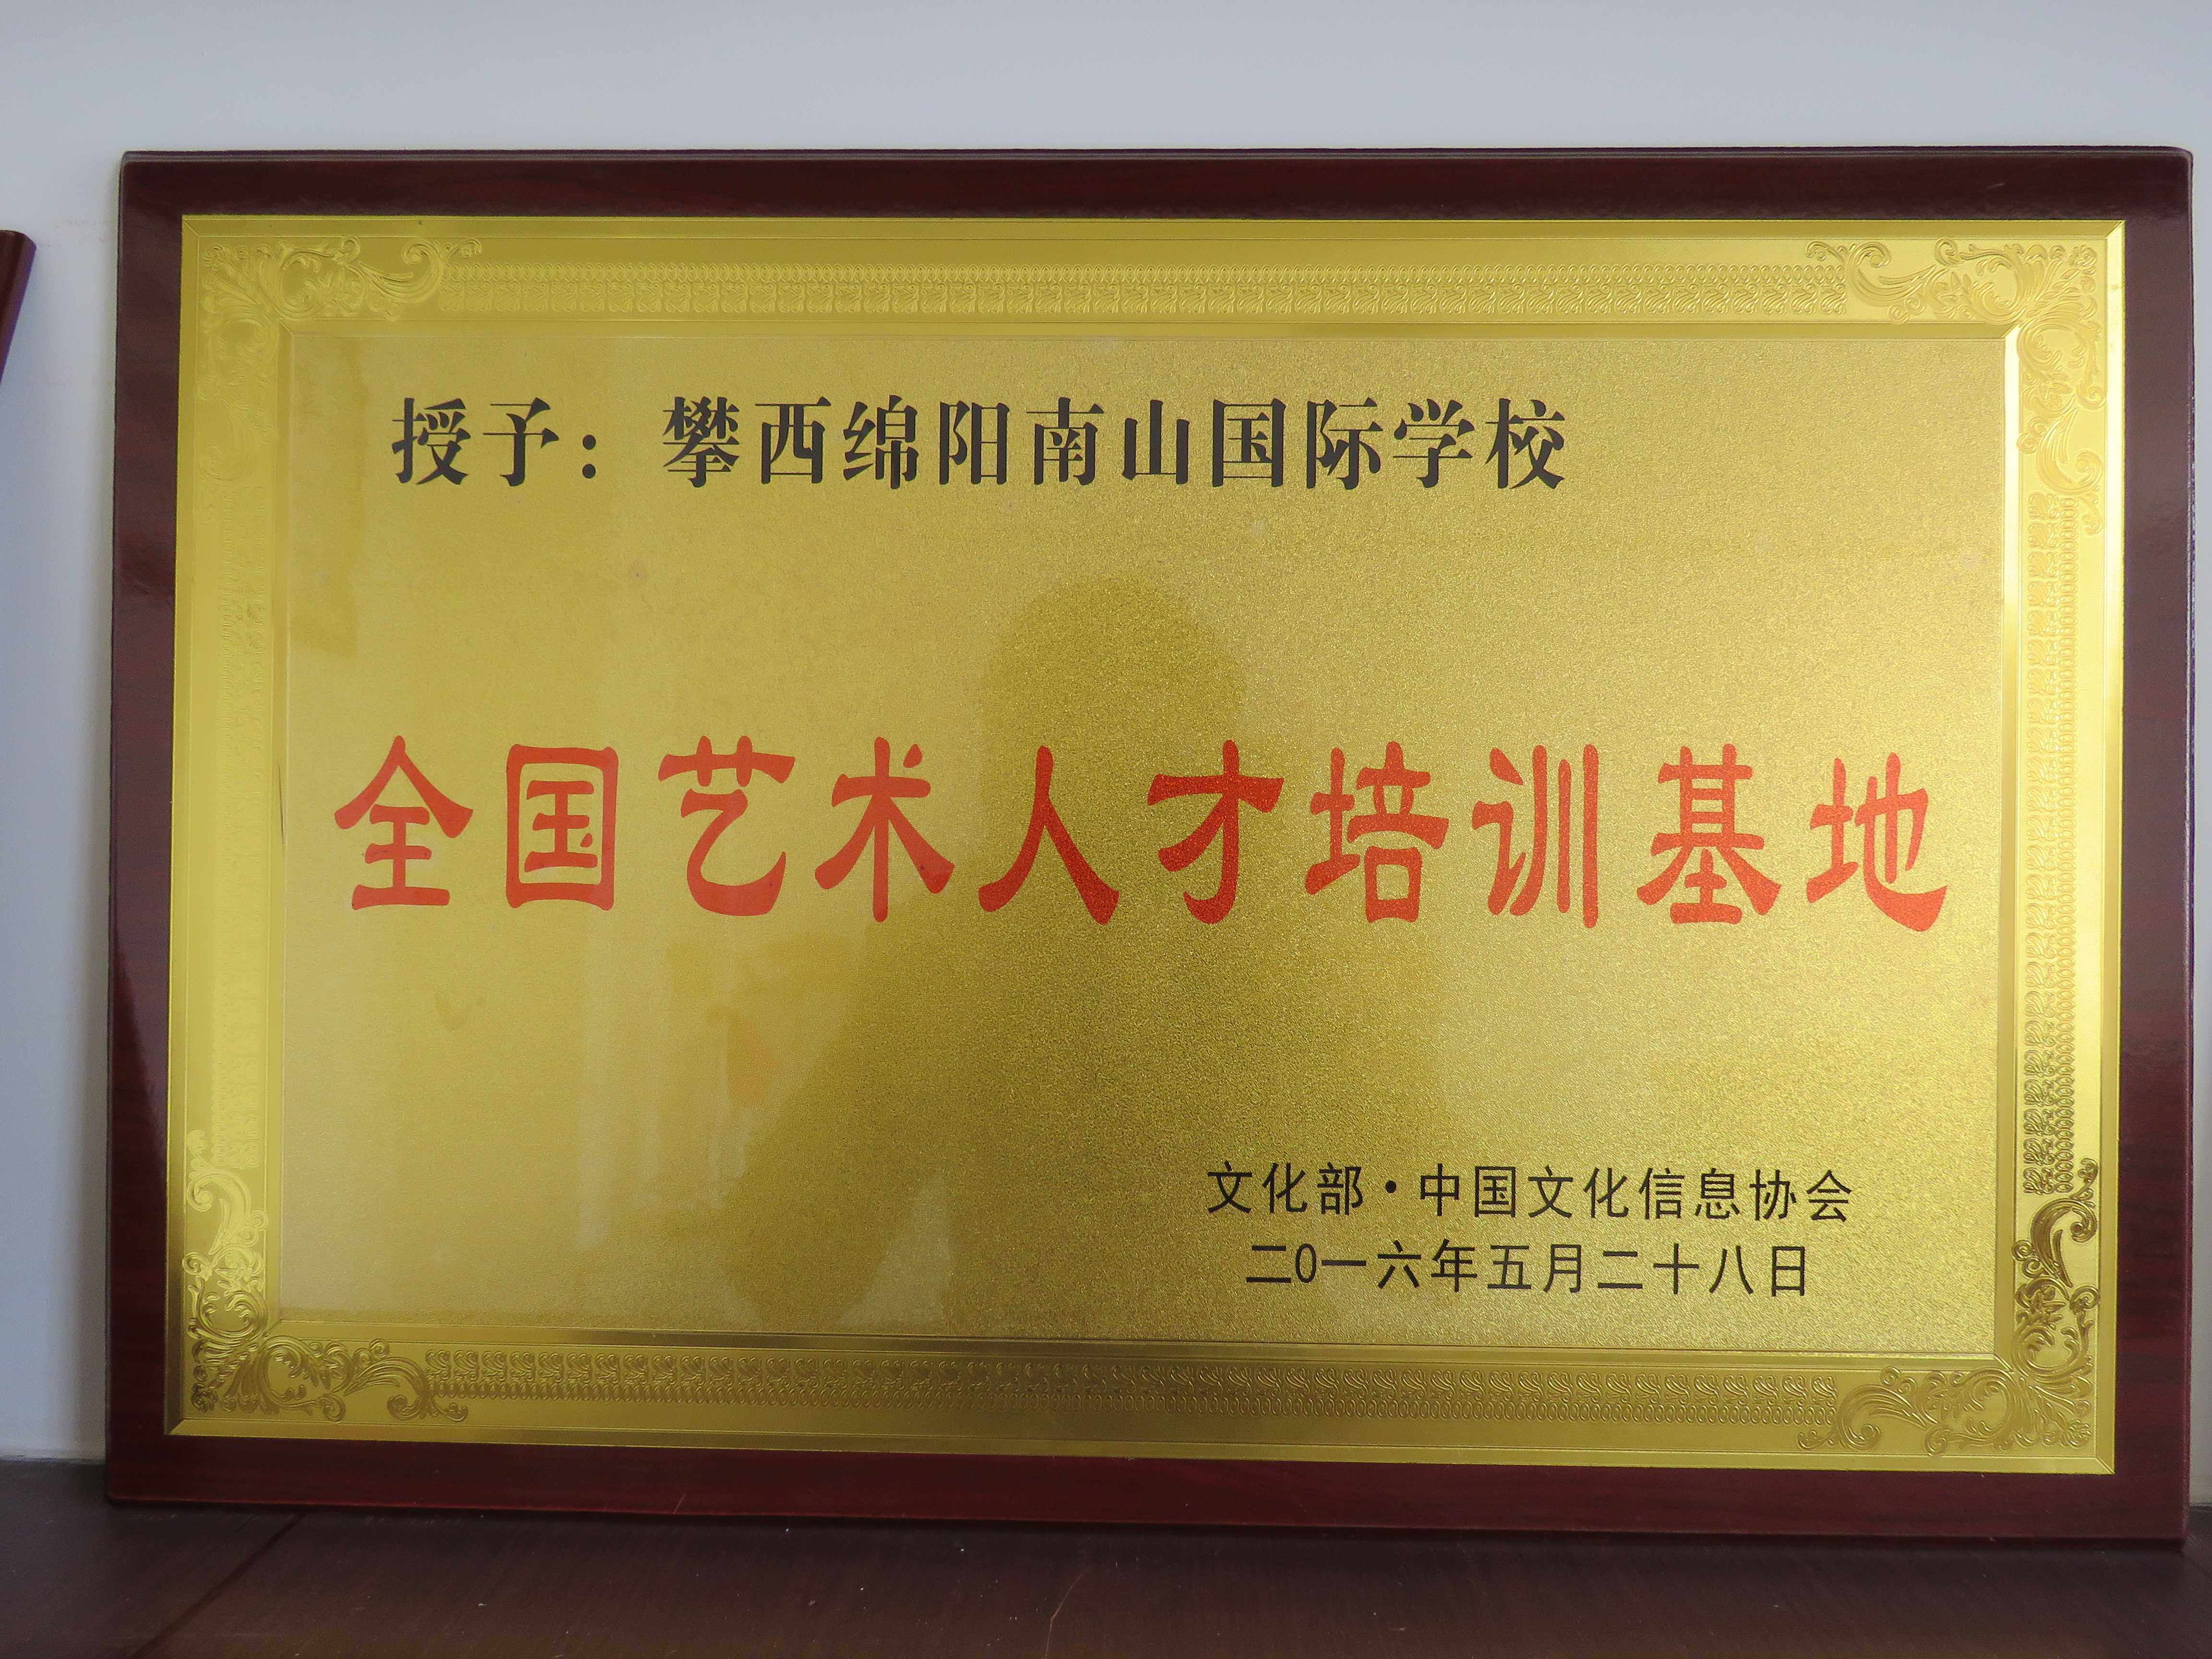 授予：攀西绵阳南山国际学校
全国艺术人才培训基地
文化部·中国文化信息协会
二0一六年五月二十八日